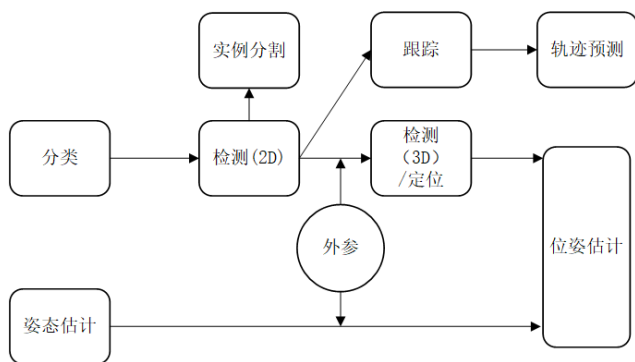 实例分割
跟踪
轨迹预测
分类
检测(2D)
检测
（3D）
/定位
外参
位姿估计
姿态估计